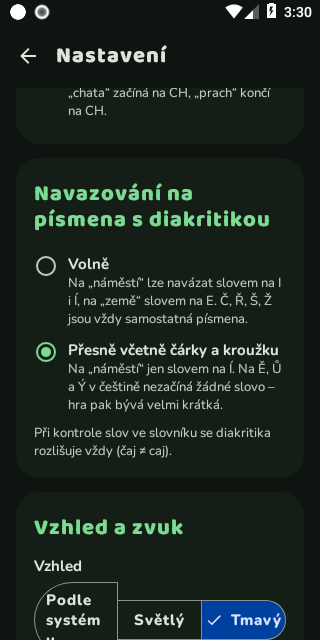 3:30
Nastavení
„chata“ začíná na CH, „prach“ končí
na CH.
Navazování na
písmena s diakritikou
Volně
Na „náměstí“ lze navázat slovem na I
i Í, na „země“ slovem na E. Č, Ř, Š, Ž
jsou vždy samostatná písmena.
Přesně včetně čárky a kroužku
Na „náměstí“ jen slovem na Í. Na Ě, Ů
a Ý v češtině nezačíná žádné slovo –
hra pak bývá velmi krátká.
Při kontrole slov ve slovníku se diakritika
rozlišuje vždy (čaj ≠ caj).
Vzhled a zvuk
Vzhled
Podle
systém
Světlý
Tmavý